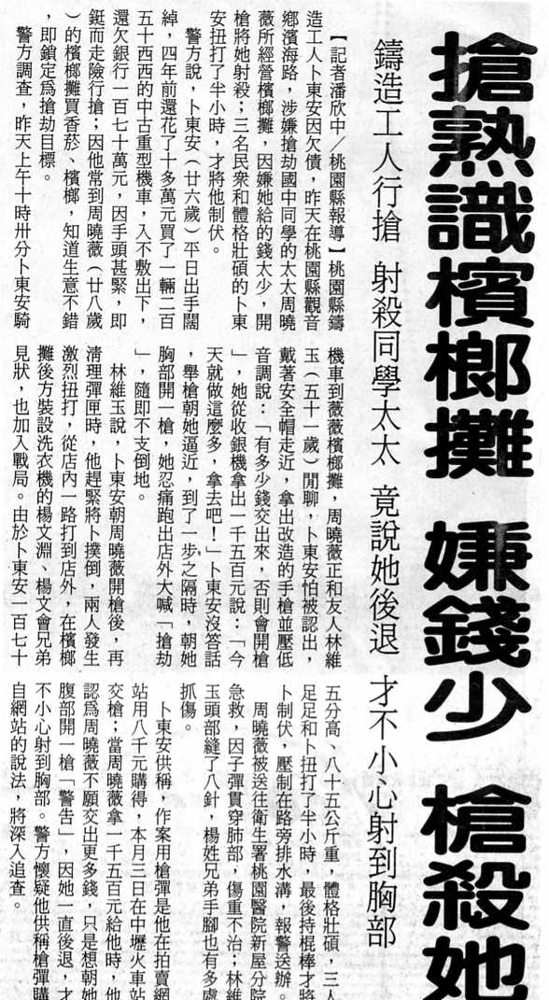 搶熟識檳榔攤 嫌錢少 槍殺她
鑄造工人行搶 射殺同學太太 竟說她後退 才不小心射到胸部
【記者潘欣中╱桃園縣報導】桃園縣鑄
造工人卜東安因欠債,昨天在桃園縣觀音
鄉濱海路,涉嫌搶劫國中同學的太太周曉
薇所經營檳榔攤,因嫌她給的錢太少,開
槍將她射殺;三名民衆和體格壯碩的卜東
安扭打了半小時,才將他制伏。
警方說,卜東安(廿六歲)平日出手闊
綽,四年前還花了十多萬元買了一輛二百
五十西西的中古重型機車,入不敷出下,
還欠銀行一百七十萬元,因手頭甚緊,即
鋌而走險行搶;因他常到周曉薇(廿八歲
)的檳榔攤買香菸、檳榔,知道生意不錯
,即鎖定爲搶劫目標。
警方調查,昨天上午十時卅分卜東安騎
機車到薇薇檳榔攤,周曉薇正和友人林維
玉(五十一歲)閒聊,卜東安怕被認出,
戴著安全帽走近,拿出改造的手槍並壓低
音調說:「有多少錢交出來,否則會開槍
」,她從收銀機拿出一千五百元說:「今
天就做這麼多,拿去吧!」卜東安沒答話
,舉槍朝她逼近,到了一步之隔時,朝她
胸部開一槍,她忍痛跑出店外大喊「搶劫
」,隨即不支倒地。
林維玉說,卜東安朝周曉薇開槍後,再
淸理彈匣時,他趕緊將卜撲倒,兩人發生
激烈扭打,從店內一路打到店外,在檳榔
攤後方裝設洗衣機的楊文淵、楊文會兄弟
見狀,也加入戰局。由於卜東安一百七十
五分高、八十五公斤重,體格壯碩,三人
足足和卜扭打了半小時,最後持棍棒才將
卜制伏,壓制在路旁排水溝,報警送辦。
周曉薇被送往衛生署桃園醫院新屋分院
急救,因子彈貫穿肺部,傷重不治;林維
玉頭部縫了八針,楊姓兄弟手腳也有多處
抓傷。
卜東安供稱,作案用槍彈是他在拍賣網
站用八千元購得,本月三日在中壢火車站
交槍;當周曉薇拿一千五百元給他時,他
認爲周曉薇不願交出更多錢,只是想朝她
腹部開一槍「警告」,因她一直後退,才
不小心射到胸部。警方懷疑他供稱槍彈購
自網站的說法,將深入追查。